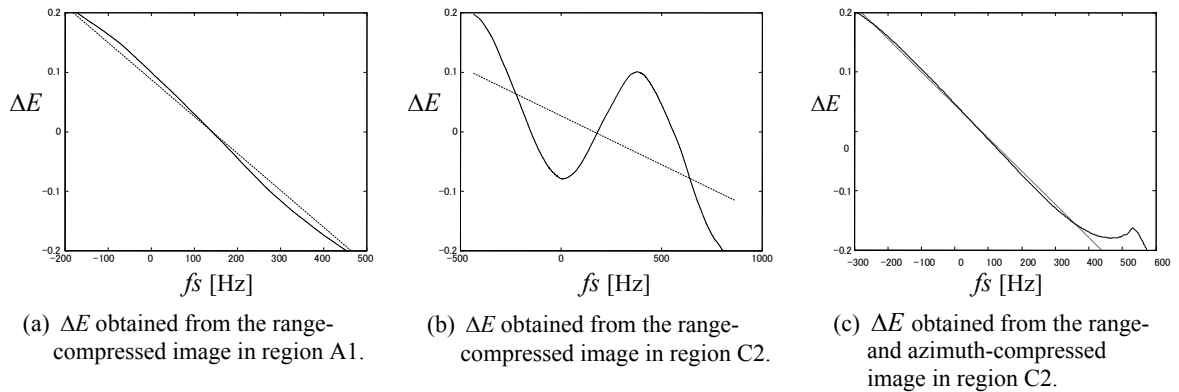 0.2
0.1
ΔE
0
−0.1
0.2
−200 −100 0 100 200 300 400 500
fs [Hz]
(a) ΔE obtained from the range-
compressed image in region A1.
0.2
0.1
ΔE
0
−0.1
0.2
−500 0 500 1000
fs [Hz]
(b) ΔE obtained from the range-
compressed image in region C2.
0.2
0.1
ΔE
0
−0.1
0.2
−300 −200 −100 0 100 200 300 400 500 600
fs [Hz]
(c) ΔE obtained from the range-
and azimuth-compressed
image in region C2.